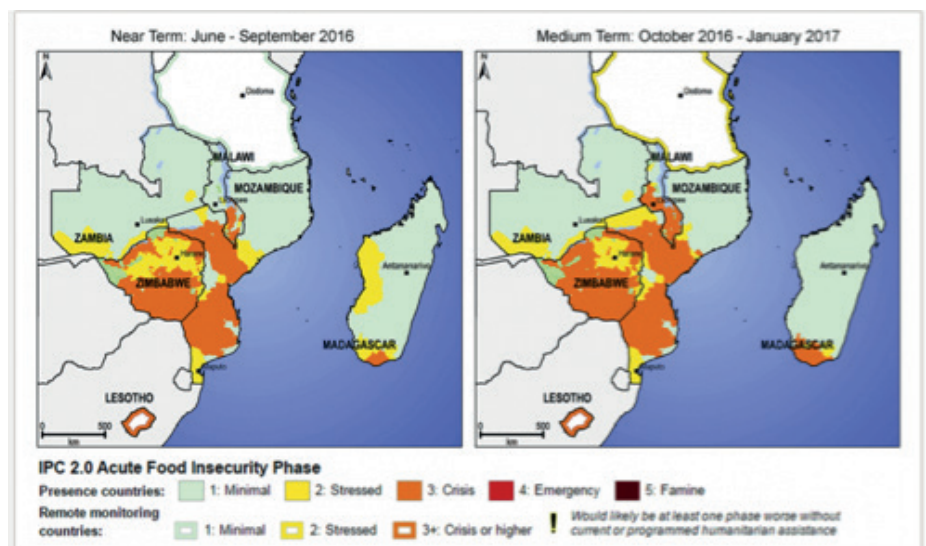 Near Term: June - September 2016
Medium Term: October 2016 - January 2017
N
Dodoma
MALAWI
MOZAMBIQUE
Lilongwe
Lusaka
ZAMBIA
Harare
Antananarivo
ZIMBABWE
MADAGASCAR
Maputo
LESOTHO
0 500
km
N
Dodoma
MALAWI
MOZAMBIQUE
Lilongwe
Lusaka
ZAMBIA
Harare
Antananarivo
ZIMBABWE
MADAGASCAR
Maputo
LESOTHO
0 500
km
IPC 2.0 Acute Food Insecurity Phase
Presence countries: 1: Minimal 2: Stressed 3: Crisis 4: Emergency 5: Famine
Remote monitoring
countries: 1: Minimal 2: Stressed 3+: Crisis or higher
! Would likely be at least one phase worse without
current or programmed humanitarian assistance